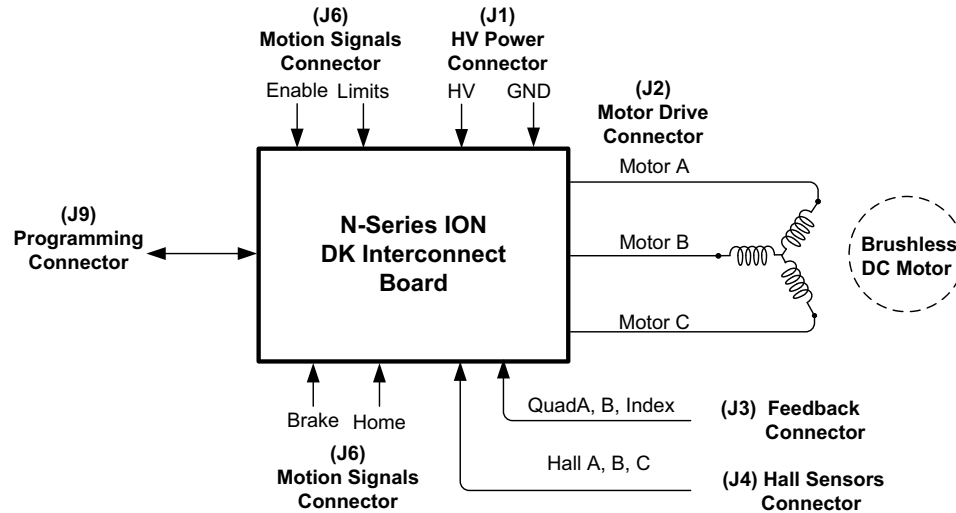 (J6)
Motion Signals
Connector
Enable Limits
(J1)
HV Power
Connector
HV GND
(J2)
Motor Drive
Connector
Motor A
Motor B
Motor C
(J9)
Programming
Connector
N-Series ION
DK Interconnect
Board
Brushless
DC Motor
Brake Home
(J6)
Motion Signals
Connector
QuadA, B, Index
(J3) Feedback
Connector
Hall A, B, C
(J4) Hall Sensors
Connector